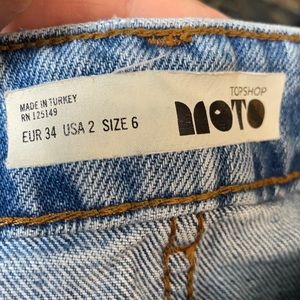 MADE IN TURKEY
RN 125149
EUR 34 USA 2 SIZE 6
TOPSHOP
MOTO